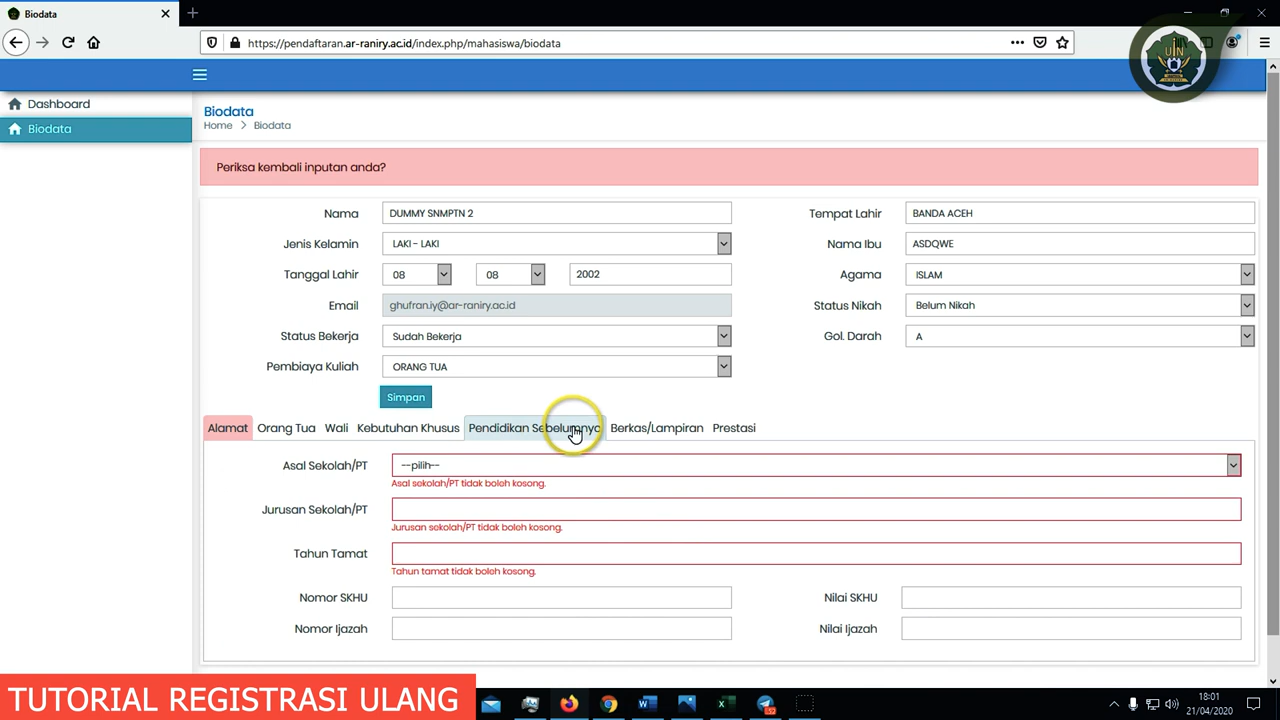 Biodata
https://pendaftaran.ar-raniry.ac.id/index.php/mahasiswa/biodata
UIN
Dashboard
Biodata
Biodata
Home > Biodata
Periksa kembali inputan anda?
Nama DUMMY SNMPTN 2 Tempat Lahir BANDA ACEH
Jenis Kelamin LAKI - LAKI Nama Ibu ASDQWE
Tanggal Lahir 08 08 2002 Agama ISLAM
Email ghufran.iy@ar-raniry.ac.id Status Nikah Belum Nikah
Status Bekerja Sudah Bekerja Gol. Darah A
Pembiaya Kuliah ORANG TUA
Simpan
Alamat Orang Tua Wali Kebutuhan Khusus Pendidikan Sebelumnya Berkas/Lampiran Prestasi
Asal Sekolah/PT --pilih--
Asal sekolah/PT tidak boleh kosong.
Jurusan Sekolah/PT
Jurusan sekolah/PT tidak boleh kosong.
Tahun Tamat
Tahun tamat tidak boleh kosong.
Nomor SKHU Nilai SKHU
Nomor Ijazah Nilai Ijazah
TUTORIAL REGISTRASI ULANG
18:01
21/04/2020